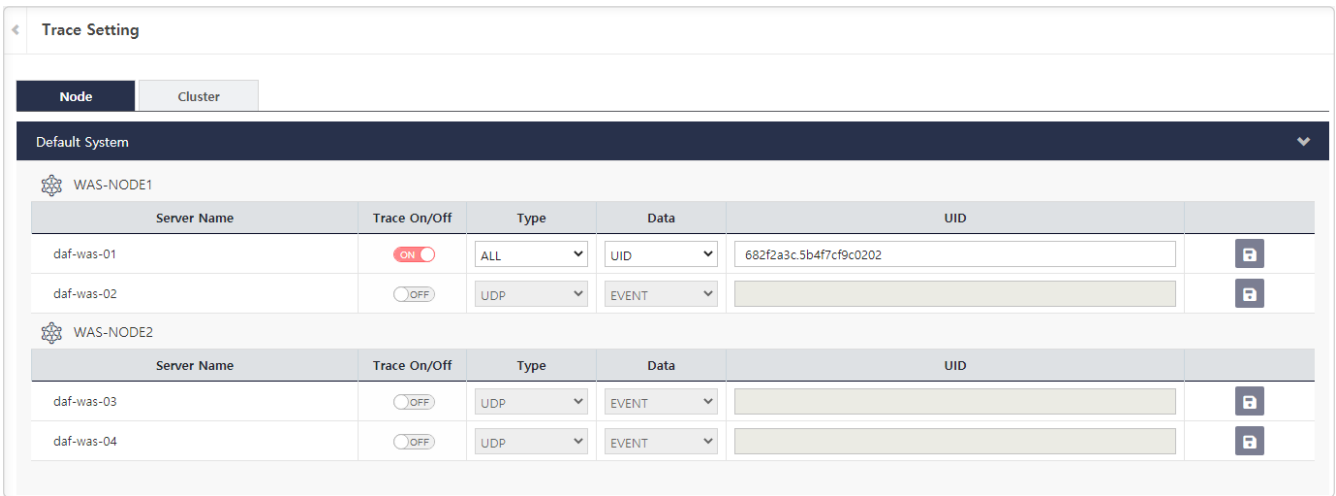 Trace Setting
Node Cluster
Default System
WAS-NODE1
Server Name Trace On/Off Type Data UID
daf-was-01 ON ALL UID 682f2a3c.5b4f7cf9c0202
daf-was-02 OFF UDP EVENT
WAS-NODE2
Server Name Trace On/Off Type Data UID
daf-was-03 OFF UDP EVENT
daf-was-04 OFF UDP EVENT